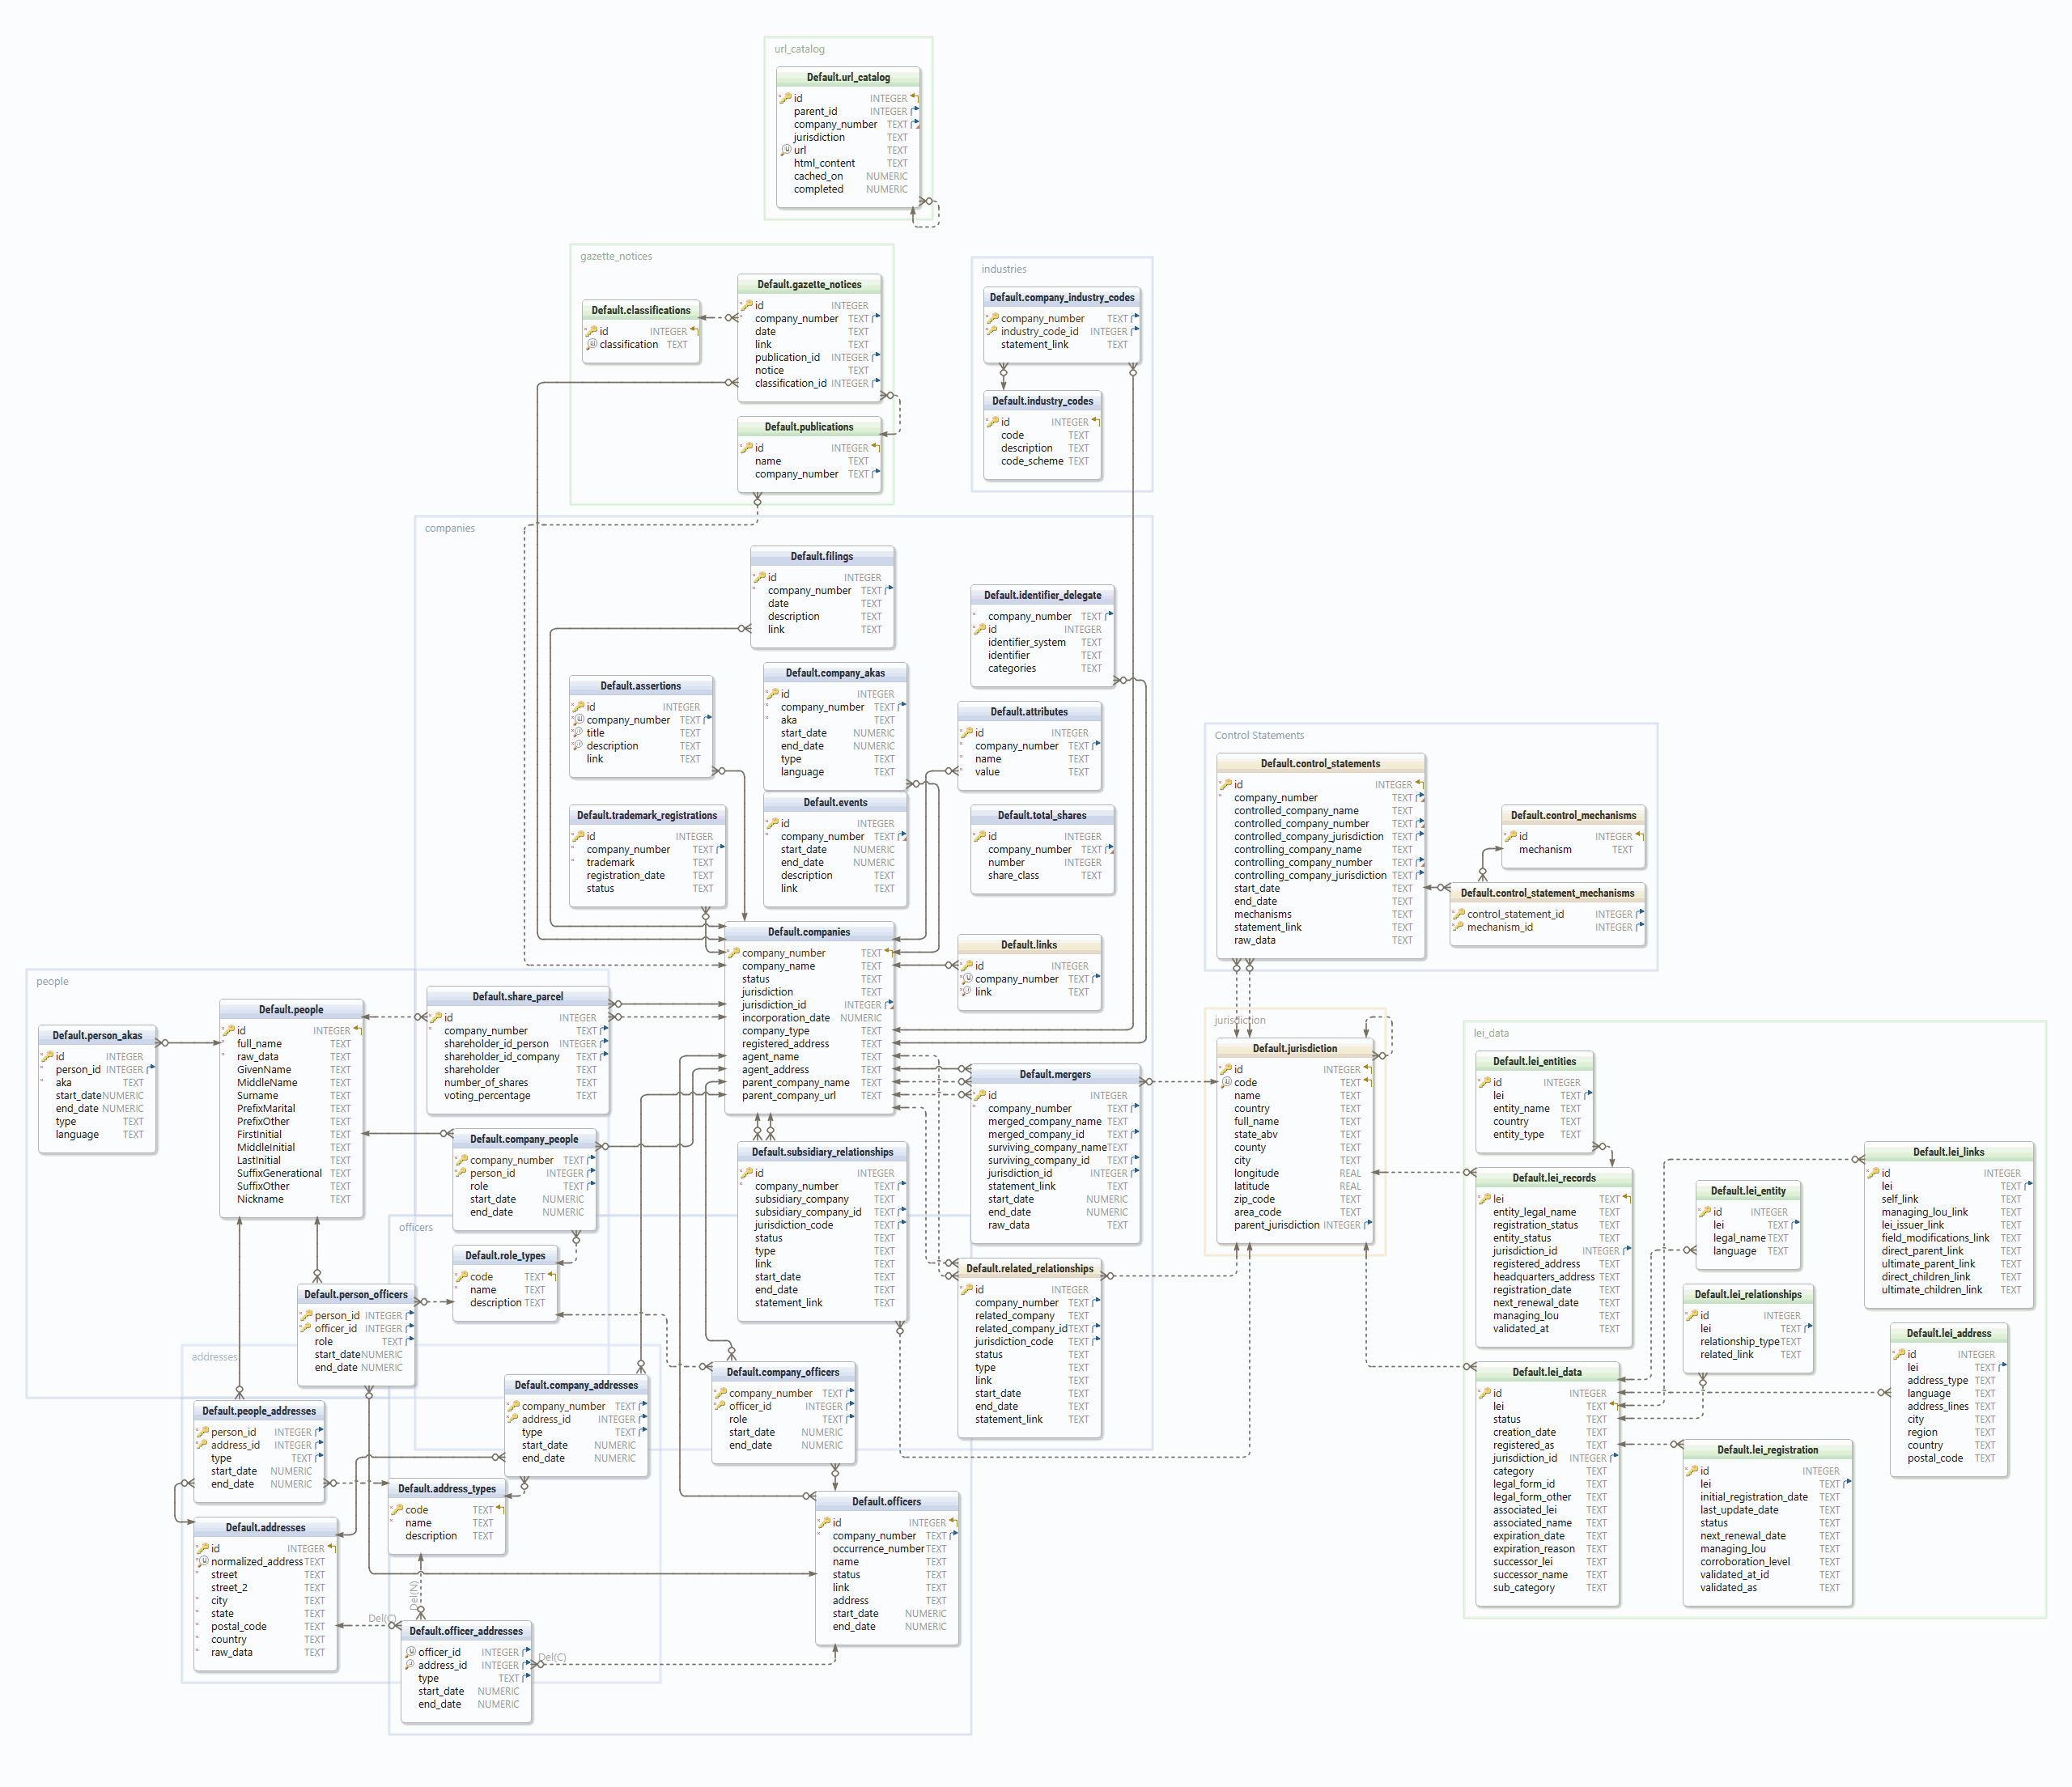 url_catalog
Default.url_catalog
id INTEGER
parent_id INTEGER
company_number TEXT
jurisdiction TEXT
url TEXT
html_content TEXT
cached_on NUMERIC
completed NUMERIC
gazette_notices
Default.gazette_notices
id INTEGER
company_number TEXT
date TEXT
link TEXT
publication_id INTEGER
notice TEXT
classification_id INTEGER
Default.classifications
id INTEGER
classification TEXT
Default.publications
id INTEGER
name TEXT
company_number TEXT
industries
Default.company_industry_codes
company_number TEXT
industry_code_id INTEGER
statement_link TEXT
Default.industry_codes
id INTEGER
code TEXT
description TEXT
code_scheme TEXT
companies
Default.filings
id INTEGER
company_number TEXT
date TEXT
description TEXT
link TEXT
Default.identifier_delegate
company_number TEXT
id INTEGER
identifier_system TEXT
identifier TEXT
categories TEXT
Default.assertions
id INTEGER
company_number TEXT
title TEXT
description TEXT
link TEXT
Default.company_akas
id INTEGER
company_number TEXT
aka TEXT
start_date NUMERIC
end_date NUMERIC
type TEXT
language TEXT
Default.attributes
id INTEGER
company_number TEXT
name TEXT
value TEXT
Default.trademark_registrations
id INTEGER
company_number TEXT
trademark TEXT
registration_date TEXT
status TEXT
Default.events
id INTEGER
company_number TEXT
start_date NUMERIC
end_date NUMERIC
description TEXT
link TEXT
Default.total_shares
id INTEGER
company_number TEXT
number INTEGER
share_class TEXT
Default.companies
company_number TEXT
company_name TEXT
status TEXT
jurisdiction TEXT
jurisdiction_id INTEGER
incorporation_date NUMERIC
company_type TEXT
registered_address TEXT
agent_name TEXT
agent_address TEXT
parent_company_name TEXT
parent_company_url TEXT
Default.links
id INTEGER
company_number TEXT
link TEXT
Control Statements
Default.control_statements
id INTEGER
company_number TEXT
controlled_company_name TEXT
controlled_company_number TEXT
controlled_company_jurisdiction TEXT
controlling_company_name TEXT
controlling_company_number TEXT
controlling_company_jurisdiction TEXT
start_date TEXT
end_date TEXT
mechanisms TEXT
statement_link TEXT
raw_data TEXT
Default.control_mechanisms
id INTEGER
mechanism TEXT
Default.control_statement_mechanisms
control_statement_id INTEGER
mechanism_id INTEGER
people
Default.people
id INTEGER
full_name TEXT
raw_data TEXT
GivenName TEXT
MiddleName TEXT
Surname TEXT
PrefixMarital TEXT
PrefixOther TEXT
FirstInitial TEXT
MiddleInitial TEXT
LastInitial TEXT
SuffixGenerational TEXT
SuffixOther TEXT
Nickname TEXT
Default.person_akas
id INTEGER
person_id INTEGER
aka TEXT
start_date NUMERIC
end_date NUMERIC
type TEXT
language TEXT
Default.share_parcel
id INTEGER
company_number TEXT
shareholder_id_person INTEGER
shareholder_id_company TEXT
shareholder TEXT
number_of_shares TEXT
voting_percentage TEXT
Default.company_people
company_number TEXT
person_id INTEGER
role TEXT
start_date NUMERIC
end_date NUMERIC
Default.subsidiary_relationships
id INTEGER
company_number TEXT
subsidiary_company TEXT
subsidiary_company_id TEXT
jurisdiction_code TEXT
status TEXT
type TEXT
link TEXT
start_date TEXT
end_date TEXT
statement_link TEXT
Default.mergers
id INTEGER
company_number TEXT
merged_company_name TEXT
merged_company_id TEXT
surviving_company_name TEXT
surviving_company_id TEXT
jurisdiction_id INTEGER
statement_link TEXT
start_date NUMERIC
end_date NUMERIC
raw_data TEXT
jurisdiction
Default.jurisdiction
id INTEGER
code TEXT
name TEXT
country TEXT
full_name TEXT
state_abv TEXT
county TEXT
city TEXT
longitude REAL
latitude REAL
zip_code TEXT
area_code TEXT
parent_jurisdiction INTEGER
lei_data
Default.lei_entities
id INTEGER
lei TEXT
entity_name TEXT
country TEXT
entity_type TEXT
Default.lei_records
lei TEXT
entity_legal_name TEXT
registration_status TEXT
entity_status TEXT
jurisdiction_id INTEGER
registered_address TEXT
headquarters_address TEXT
registration_date TEXT
next_renewal_date TEXT
managing_lou TEXT
validated_at TEXT
Default.lei_entity
id INTEGER
lei TEXT
legal_name TEXT
language TEXT
Default.lei_links
id INTEGER
lei TEXT
self_link TEXT
managing_lou_link TEXT
lei_issuer_link TEXT
field_modifications_link TEXT
direct_parent_link TEXT
ultimate_parent_link TEXT
direct_children_link TEXT
ultimate_children_link TEXT
Default.lei_relationships
id INTEGER
lei TEXT
relationship_type TEXT
related_link TEXT
Default.lei_address
id INTEGER
lei TEXT
address_type TEXT
language TEXT
address_lines TEXT
city TEXT
region TEXT
country TEXT
postal_code TEXT
Default.lei_data
id INTEGER
lei TEXT
status TEXT
creation_date TEXT
registered_as TEXT
jurisdiction_id INTEGER
category TEXT
legal_form_id TEXT
legal_form_other TEXT
associated_lei TEXT
associated_name TEXT
expiration_date TEXT
expiration_reason TEXT
successor_lei TEXT
successor_name TEXT
sub_category TEXT
Default.lei_registration
id INTEGER
lei TEXT
initial_registration_date TEXT
last_update_date TEXT
status TEXT
next_renewal_date TEXT
managing_lou TEXT
corroboration_level TEXT
validated_at_id TEXT
validated_as TEXT
officers
Default.role_types
code TEXT
name TEXT
description TEXT
Default.person_officers
person_id INTEGER
officer_id INTEGER
role TEXT
start_date NUMERIC
end_date NUMERIC
Default.related_relationships
id INTEGER
company_number TEXT
related_company TEXT
related_company_id TEXT
jurisdiction_code TEXT
status TEXT
type TEXT
link TEXT
start_date TEXT
end_date TEXT
statement_link TEXT
addresses
Default.people_addresses
person_id INTEGER
address_id INTEGER
type TEXT
start_date NUMERIC
end_date NUMERIC
Default.company_addresses
company_number TEXT
address_id INTEGER
type TEXT
start_date NUMERIC
end_date NUMERIC
Default.company_officers
company_number TEXT
officer_id INTEGER
role TEXT
start_date NUMERIC
end_date NUMERIC
Default.address_types
code TEXT
name TEXT
description TEXT
Default.addresses
id INTEGER
normalized_address TEXT
street TEXT
street_2 TEXT
city TEXT
state TEXT
postal_code TEXT
country TEXT
raw_data TEXT
Default.officers
id INTEGER
company_number TEXT
occurrence_number TEXT
name TEXT
status TEXT
link TEXT
address TEXT
start_date NUMERIC
end_date NUMERIC
Del(N)
Del(C)
Default.officer_addresses
officer_id INTEGER
address_id INTEGER
type TEXT
start_date NUMERIC
end_date NUMERIC
Del(C)